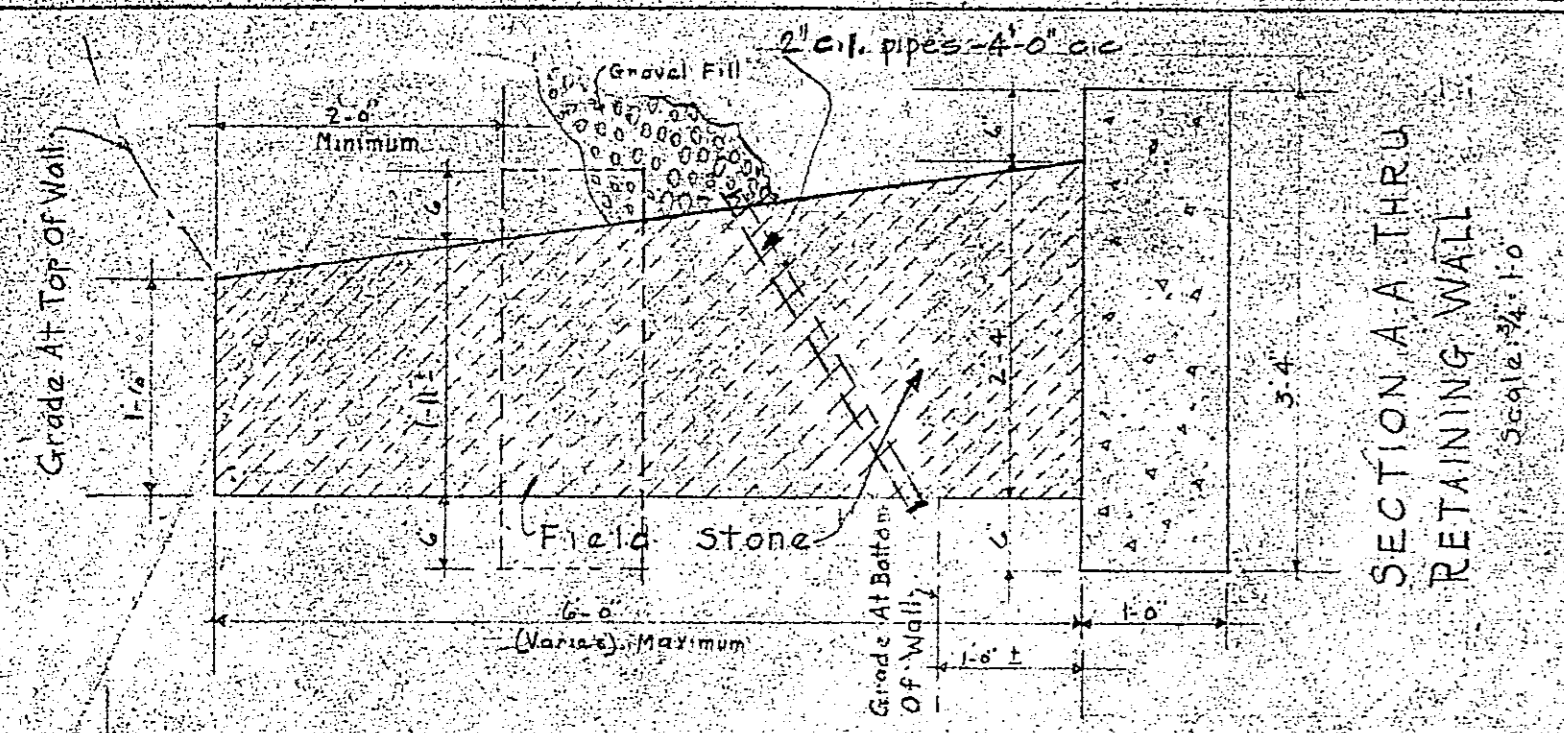 2" c.i. pipes-4'-0" c.c
Gravel Fill
2'-0"
Minimum
6"
6
Grade At Top Of Wall
1'-6"
1'-11" ±
2'-4
3'-4"
SECTION A-A THRU
RETAINING WALL
Scale: 3/4"=1'-0
Field Stone
6
6"
6'-0"
(Varies). Maximum
Grade At Bottom
Of Wall
1'-0" ±
1'-0"